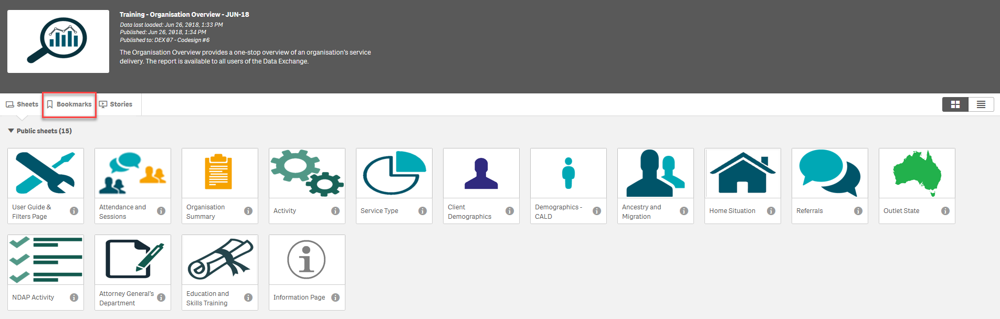 Training - Organisation Overview - JUN-18
Data last loaded: Jun 26, 2018, 1:33 PM
Published: Jun 26, 2018, 1:34 PM
Published to: DEX 07 - Codesign #6
The Organisation Overview provides a one-stop overview of an organisation's service
delivery. The report is available to all users of the Data Exchange.
Sheets
Bookmarks
Stories
Public sheets (15)
User Guide &
Filters Page
Attendance and
Sessions
Organisation
Summary
Activity
Service Type
Client
Demographics
Demographics -
CALD
Ancestry and
Migration
Home Situation
Referrals
Outlet State
NDAP Activity
Attorney General's
Department
Education and
Skills Training
Information Page